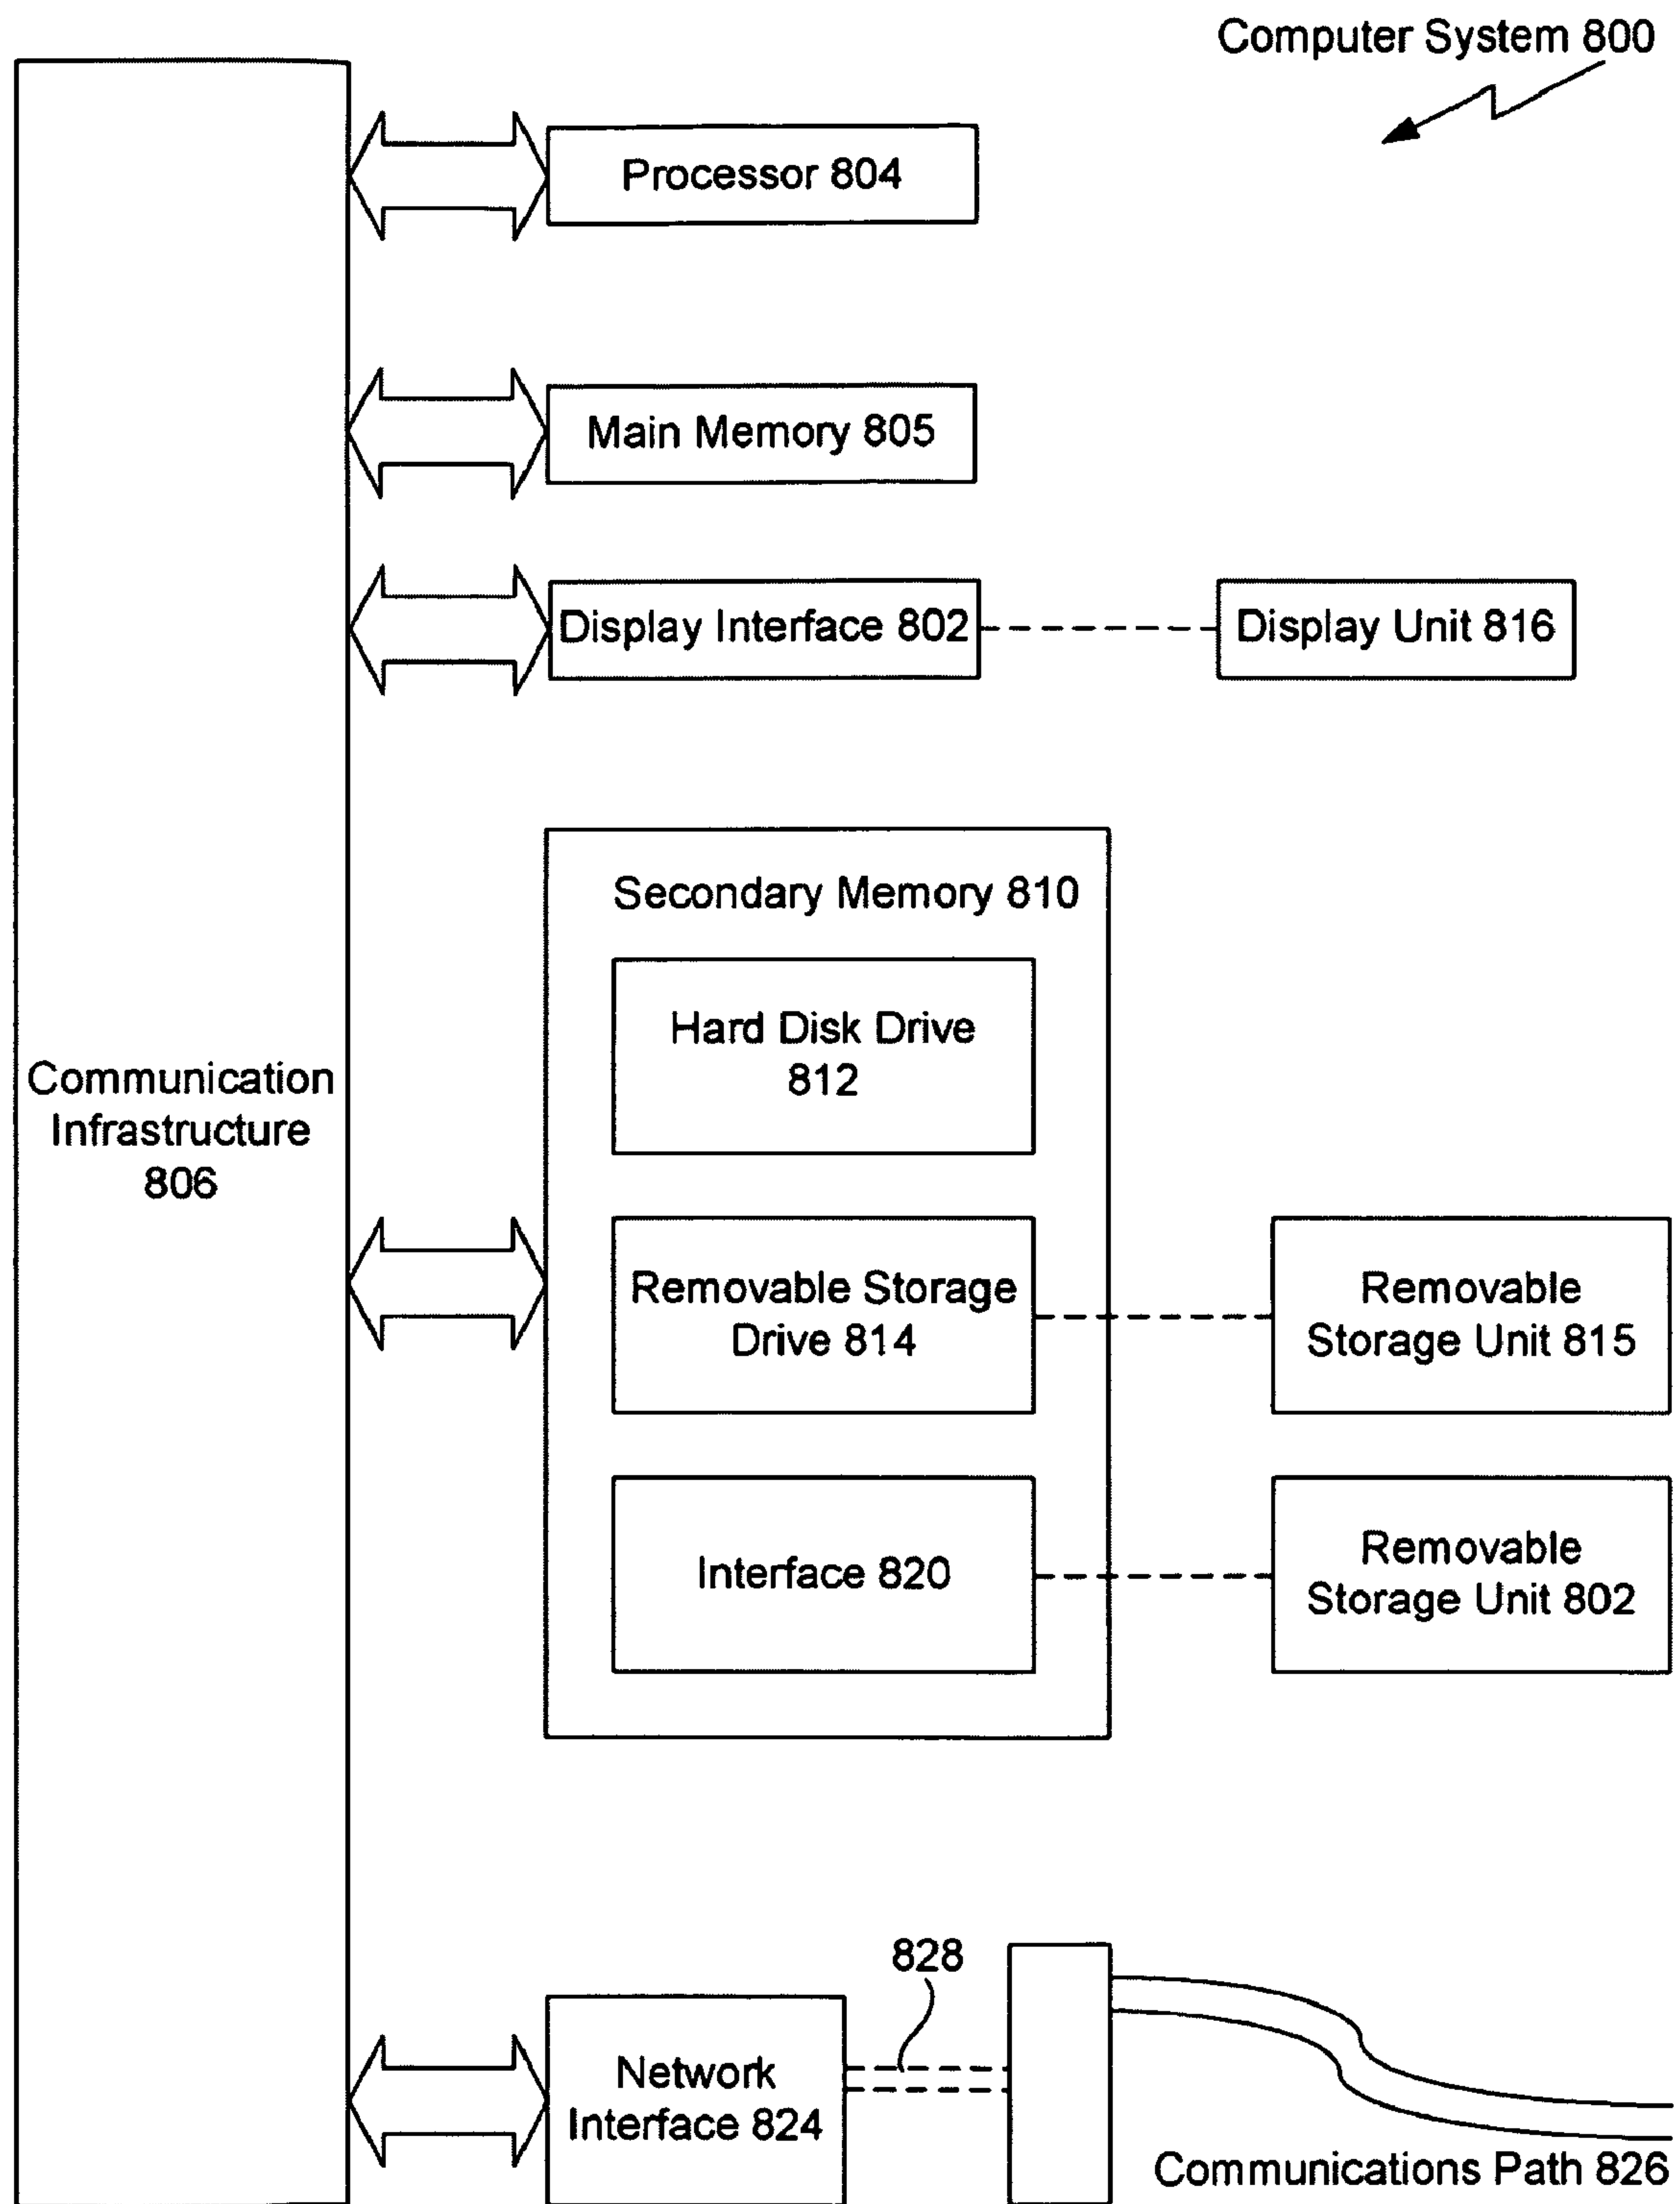 Computer System 800
Processor 804
Main Memory 805
Display Interface 802
Display Unit 816
Secondary Memory 810
Hard Disk Drive
812
Communication
Infrastructure
806
Removable Storage
Drive 814
Removable
Storage Unit 815
Interface 820
Removable
Storage Unit 802
828
Network
Interface 824
Communications Path 826